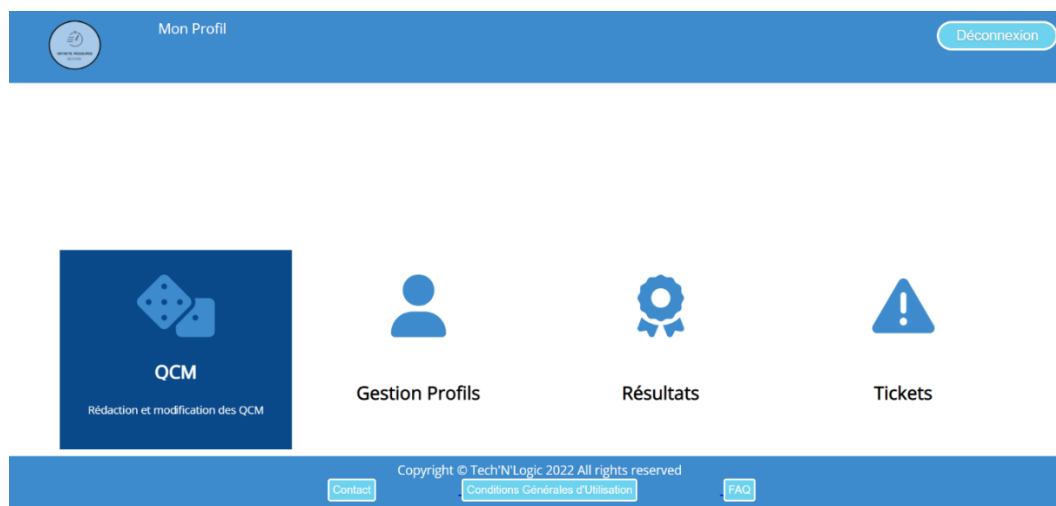 Mon Profil
Déconnexion
QCM
Rédaction et modification des QCM
Gestion Profils
Résultats
Tickets
Copyright © Tech'N'Logic 2022 All rights reserved
Contact
Conditions Générales d'Utilisation
FAQ